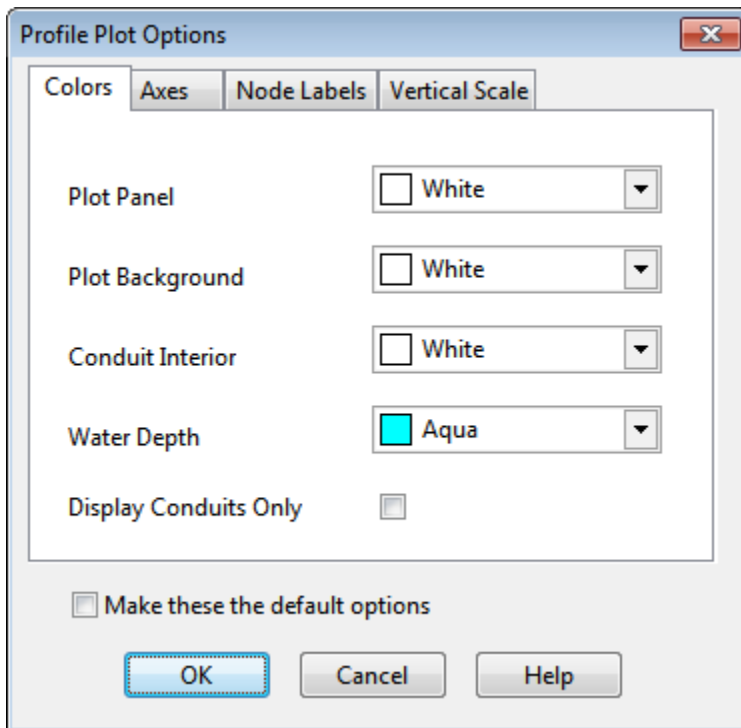 Profile Plot Options
Colors Axes Node Labels Vertical Scale
Plot Panel White
Plot Background White
Conduit Interior White
Water Depth Aqua
Display Conduits Only
Make these the default options
OK Cancel Help